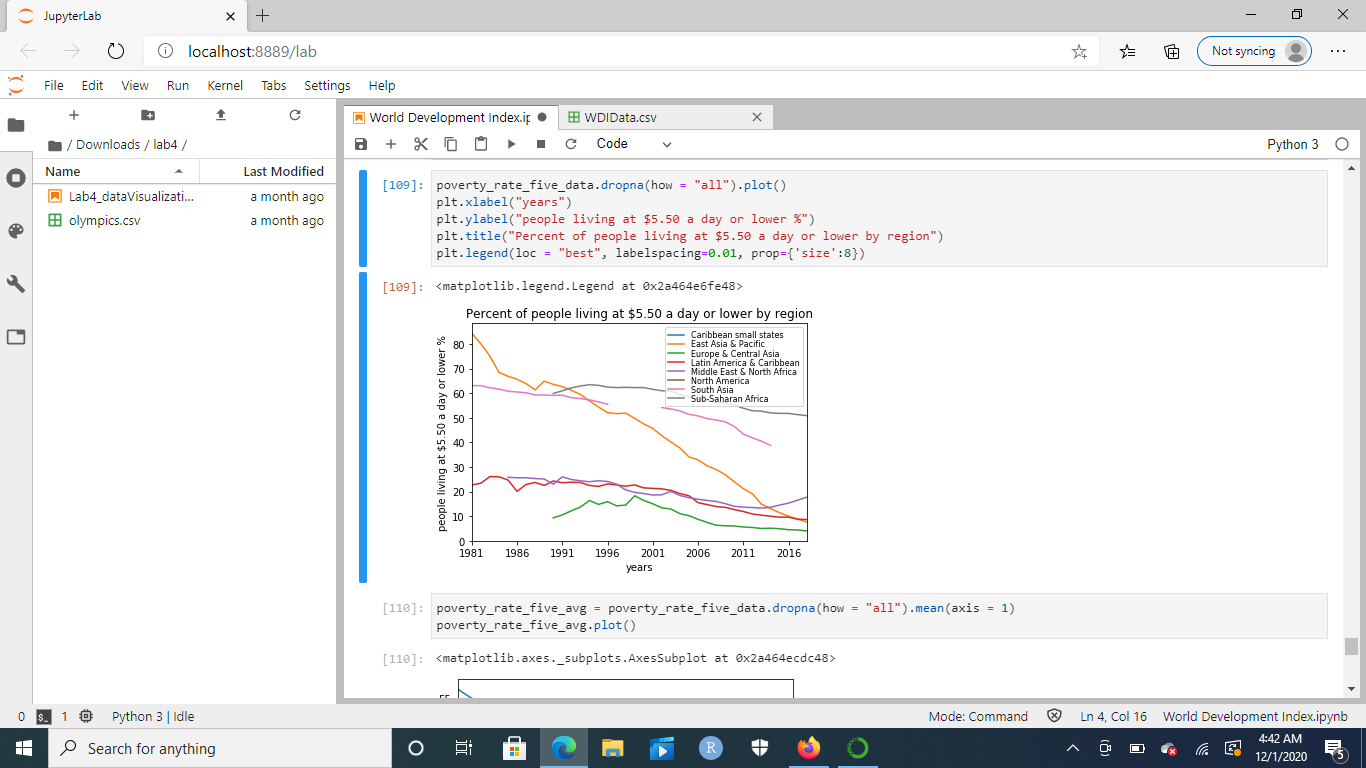 JupyterLab
localhost:8889/lab
Not syncing
File Edit View Run Kernel Tabs Settings Help
World Development Index.ip
WDIData.csv
/ Downloads / lab4 /
Code
Python 3
Name Last Modified
Lab4_dataVisualizati... a month ago
olympics.csv a month ago
[109]:
poverty_rate_five_data.dropna(how = "all").plot()
plt.xlabel("years")
plt.ylabel("people living at $5.50 a day or lower %")
plt.title("Percent of people living at $5.50 a day or lower by region")
plt.legend(loc = "best", labelspacing=0.01, prop={'size':8})
[109]: <matplotlib.legend.Legend at 0x2a464e6fe48>
Percent of people living at $5.50 a day or lower by region
people living at $5.50 a day or lower %
80
70
60
50
40
30
20
10
0
Caribbean small states
East Asia & Pacific
Europe & Central Asia
Latin America & Caribbean
Middle East & North Africa
North America
South Asia
Sub-Saharan Africa
1981 1986 1991 1996 2001 2006 2011 2016
years
[110]:
poverty_rate_five_avg = poverty_rate_five_data.dropna(how = "all").mean(axis = 1)
poverty_rate_five_avg.plot()
[110]: <matplotlib.axes._subplots.AxesSubplot at 0x2a464ecdc48>
0 $_ 1 Python 3 | Idle
Mode: Command Ln 4, Col 16 World Development Index.ipynb
Search for anything
R
4:42 AM
12/1/2020
5